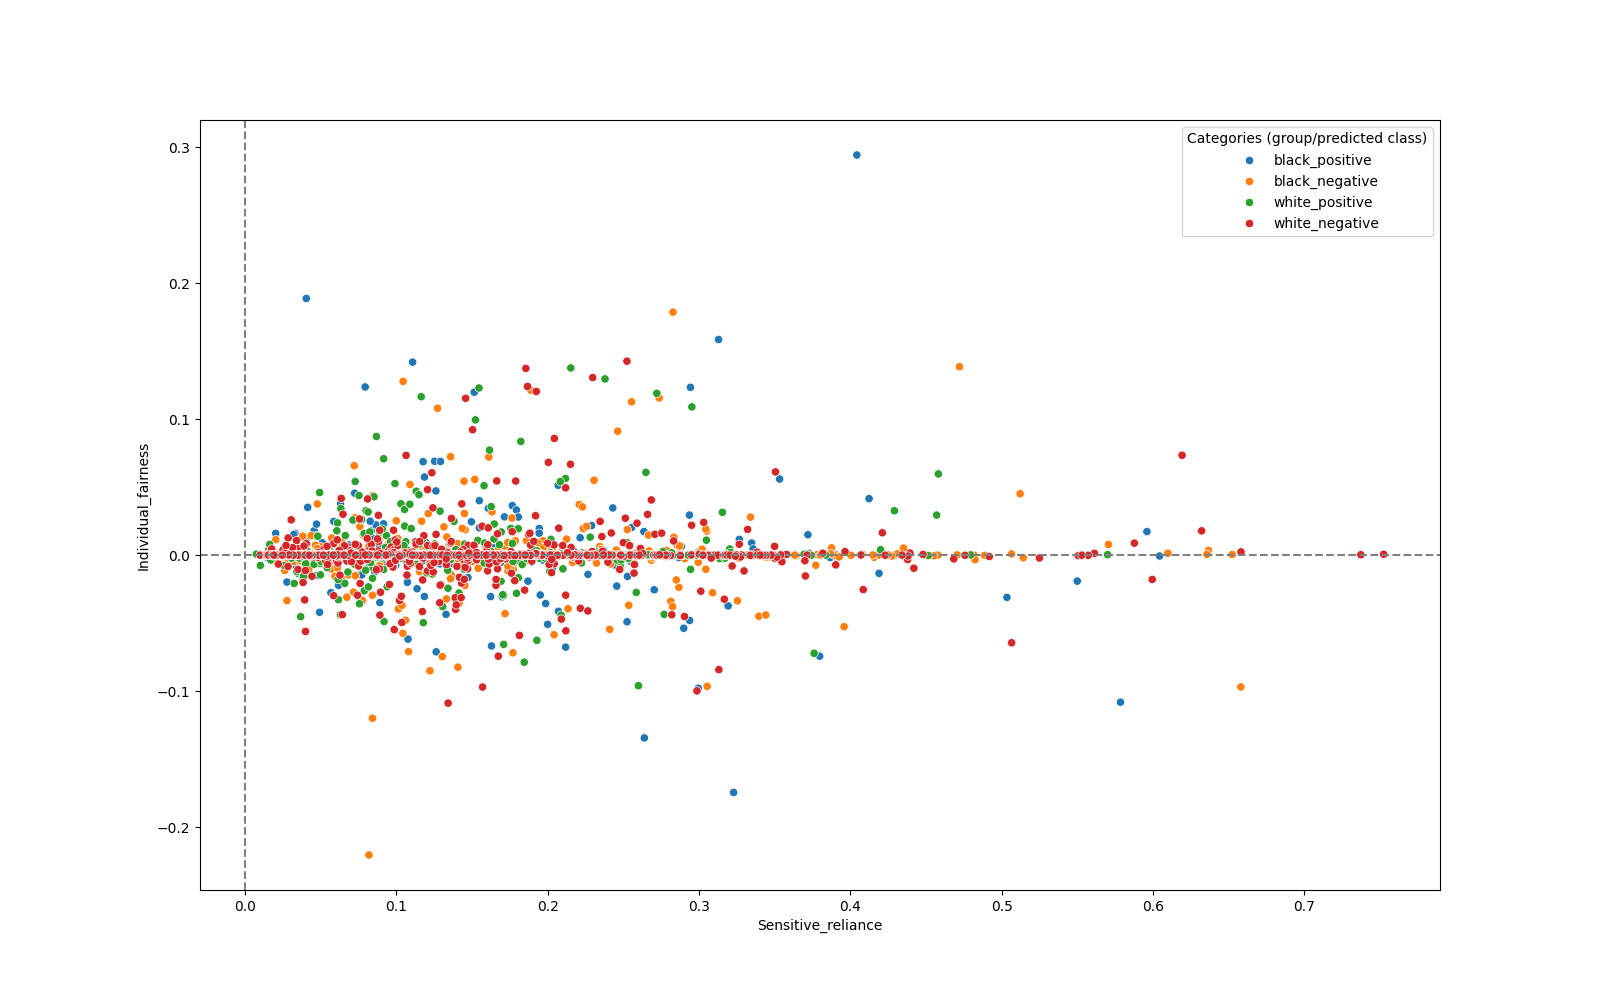 Categories (group/predicted class)
black_positive
black_negative
white_positive
white_negative
0.3
0.2
0.1
0.0
−0.1
−0.2
Individual_fairness
0.0
0.1
0.2
0.3
0.4
0.5
0.6
0.7
Sensitive_reliance